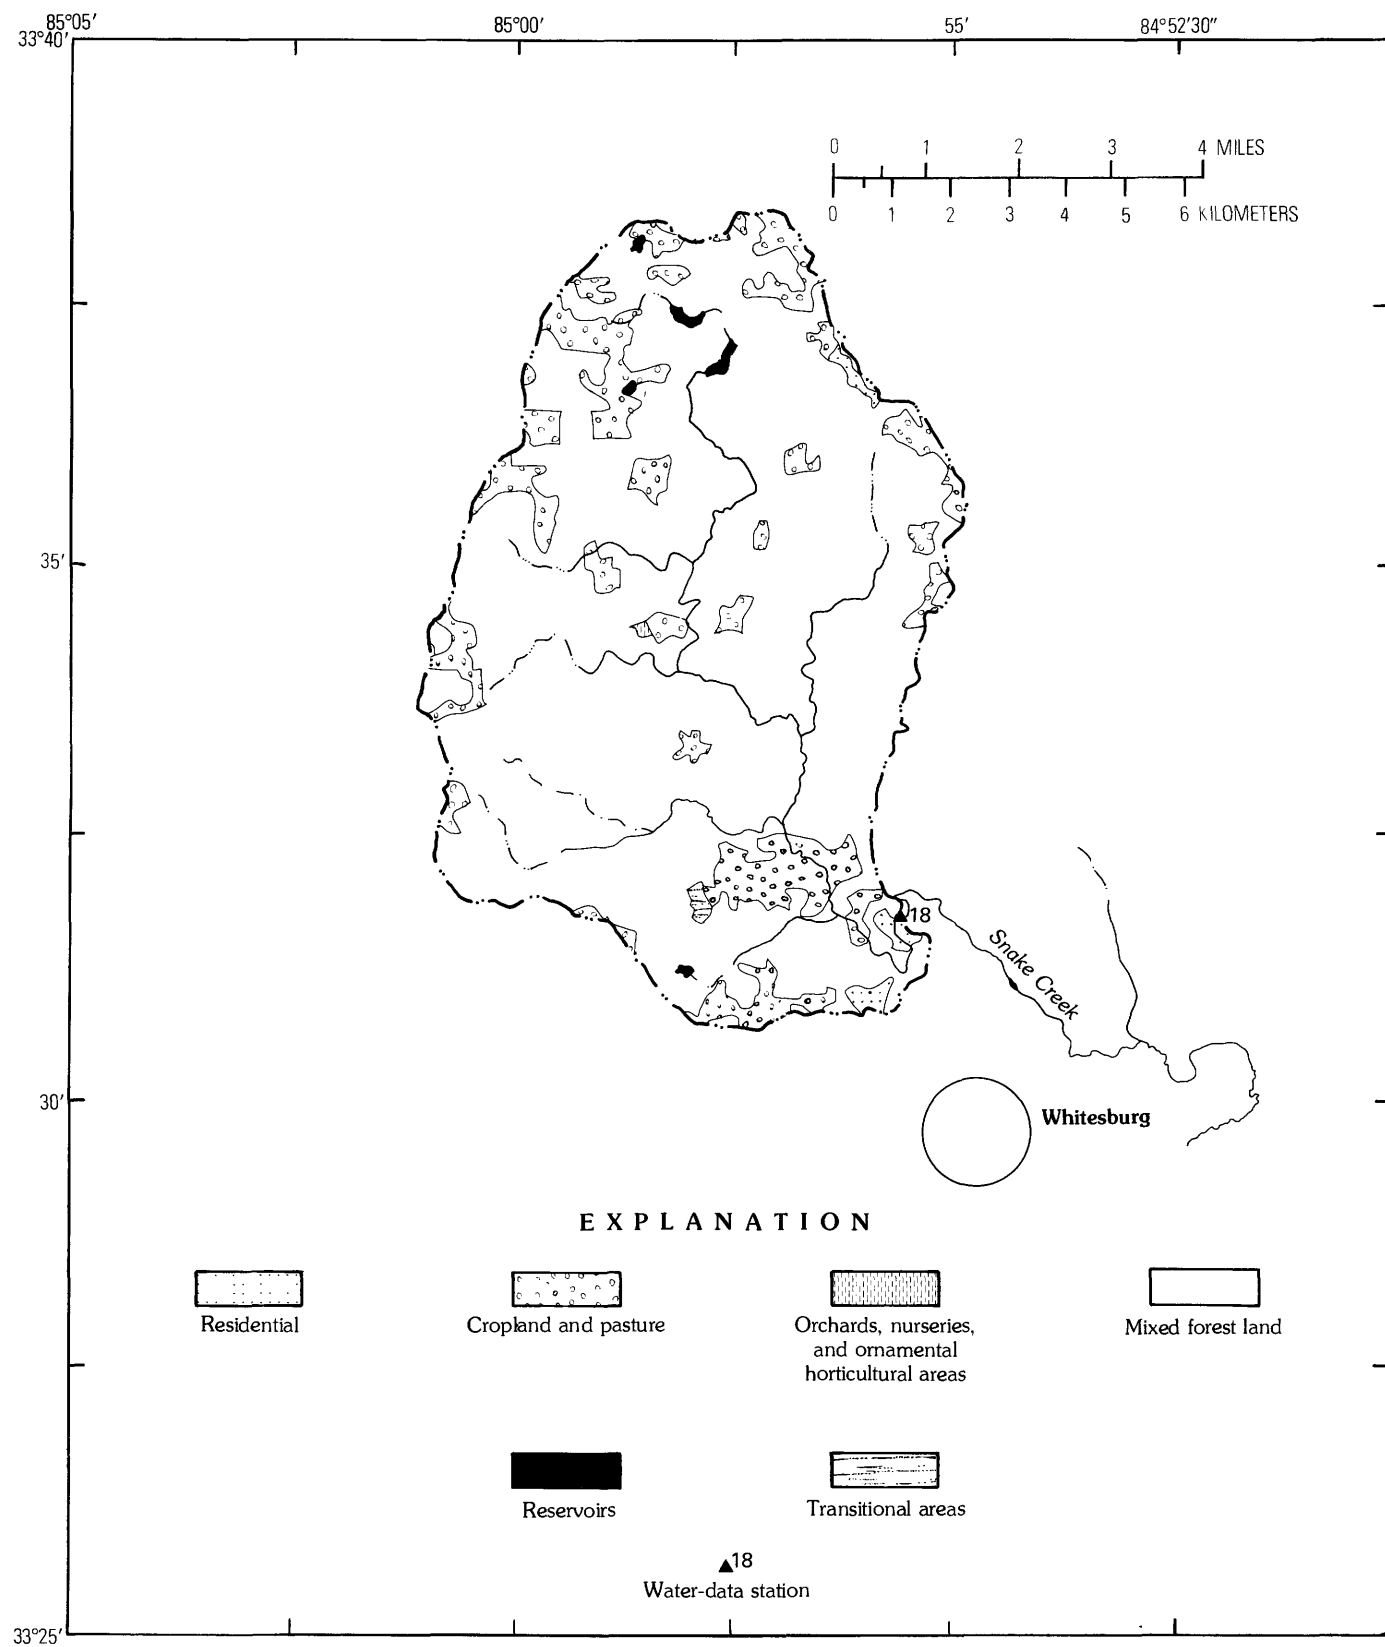 85°05′
85°00′
55′
84°52′30″
33°40′
0 1 2 3 4 MILES
0 1 2 3 4 5 6 KILOMETERS
35′
18
Snake Creek
30′
Whitesburg
EXPLANATION
Residential
Cropland and pasture
Orchards, nurseries,
and ornamental
horticultural areas
Mixed forest land
Reservoirs
Transitional areas
18
Water-data station
33°25′